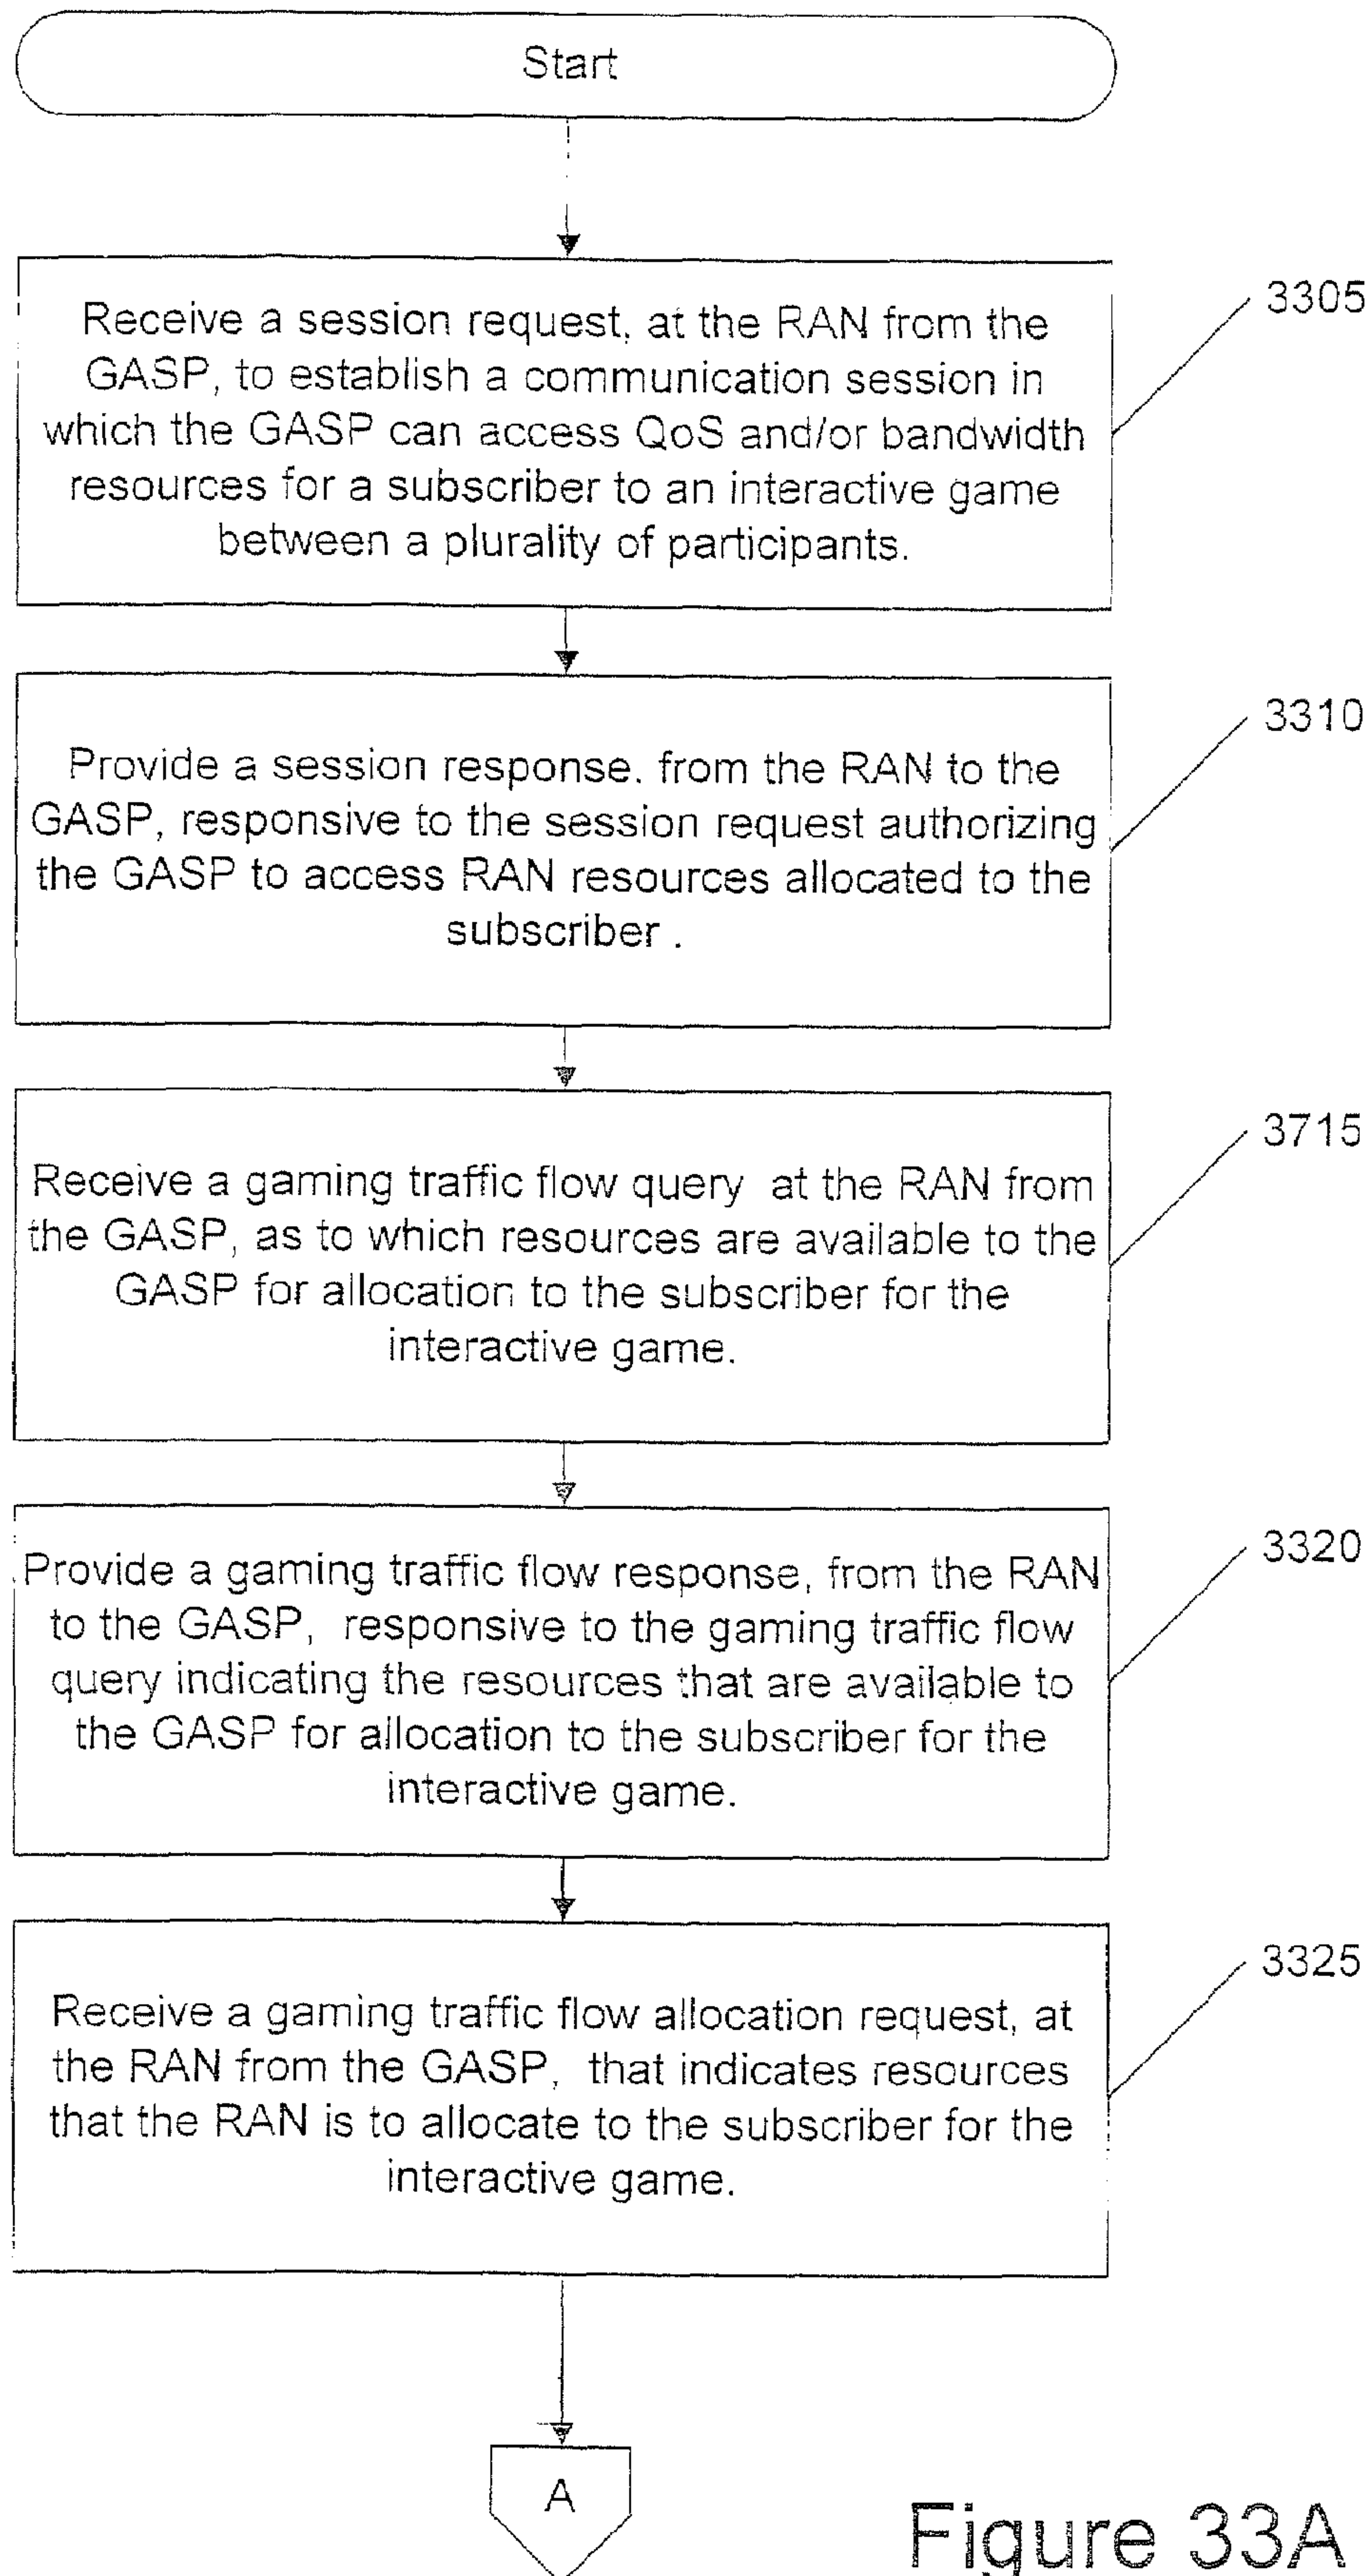 Start
Receive a session request, at the RAN from the
GASP, to establish a communication session in
which the GASP can access QoS and/or bandwidth
resources for a subscriber to an interactive game
between a plurality of participants.
3305
Provide a session response. from the RAN to the
GASP, responsive to the session request authorizing
the GASP to access RAN resources allocated to the
subscriber .
3310
Receive a gaming traffic flow query at the RAN from
the GASP, as to which resources are available to the
GASP for allocation to the subscriber for the
interactive game.
3715
Provide a gaming traffic flow response, from the RAN
to the GASP, responsive to the gaming traffic flow
query indicating the resources that are available to
the GASP for allocation to the subscriber for the
interactive game.
3320
Receive a gaming traffic flow allocation request, at
the RAN from the GASP, that indicates resources
that the RAN is to allocate to the subscriber for the
interactive game.
3325
A
Figure 33A